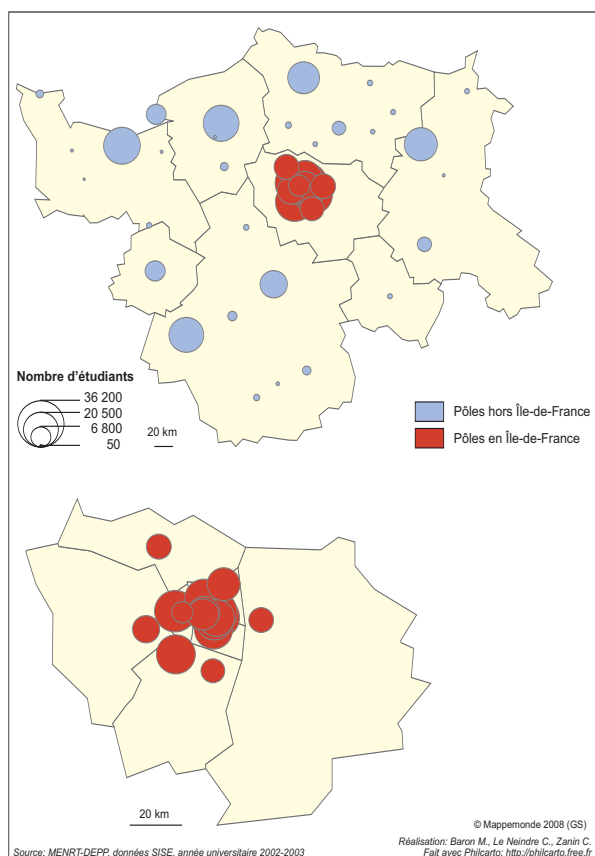 Nombre d'étudiants
36 200
20 500
6 800
50
20 km
Pôles hors Île-de-France
Pôles en Île-de-France
20 km
© Mappemonde 2008 (GS)
Réalisation: Baron M., Le Neindre C., Zanin C.
Source: MENRT-DEPP, données SISE, année universitaire 2002-2003
Fait avec Philcarto: http://philcarto.free.fr